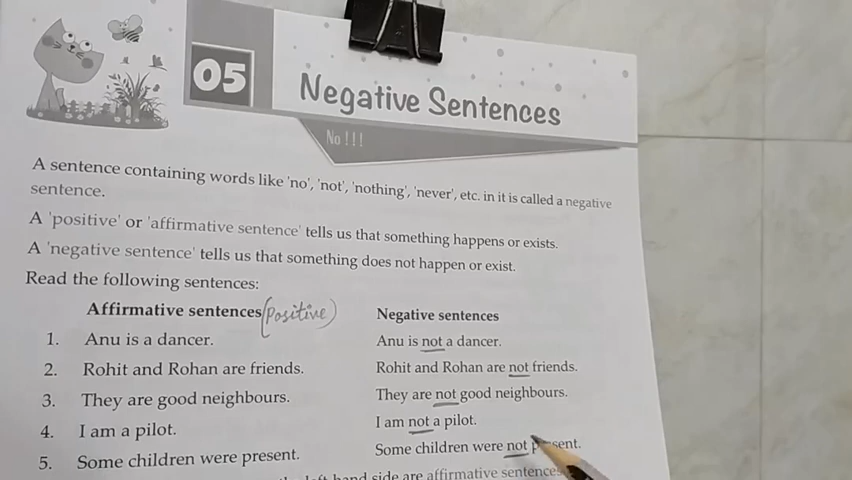 05
Negative Sentences
No !!!
A sentence containing words like 'no', 'not', 'nothing', 'never', etc. in it is called a negative
sentence.
A 'positive' or 'affirmative sentence' tells us that something happens or exists.
A 'negative sentence' tells us that something does not happen or exist.
Read the following sentences:
Affirmative sentences (Positive) Negative sentences
1. Anu is a dancer. Anu is not a dancer.
2. Rohit and Rohan are friends. Rohit and Rohan are not friends.
3. They are good neighbours. They are not good neighbours.
4. I am a pilot. I am not a pilot.
5. Some children were present. Some children were not present.
left hand side are affirmative sentences